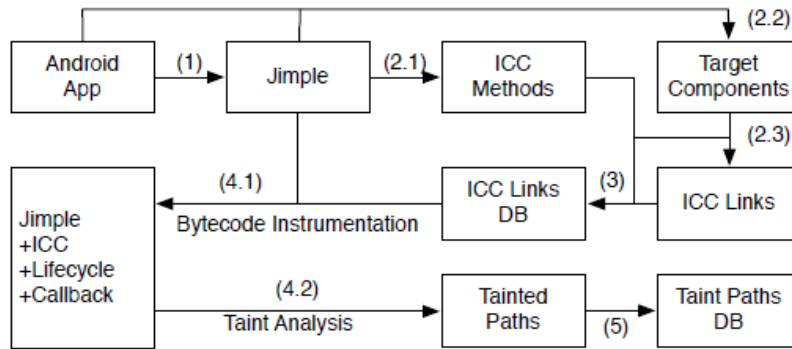 (2.2)
Android
App
(1)
Jimple
(2.1)
ICC
Methods
Target
Components
(2.3)
(4.1)
Bytecode Instrumentation
ICC Links
DB
(3)
ICC Links
Jimple
+ICC
+Lifecycle
+Callback
(4.2)
Taint Analysis
Tainted
Paths
(5)
Taint Paths
DB